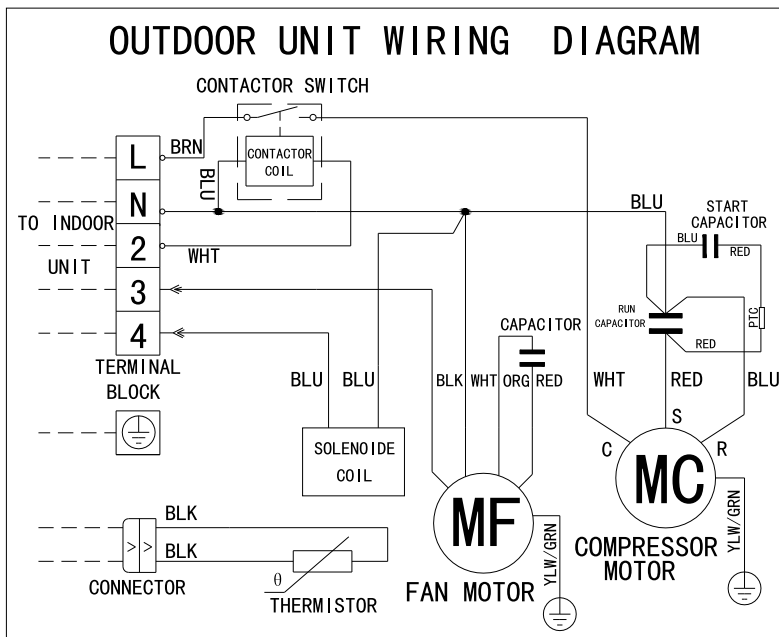 OUTDOOR UNIT WIRING DIAGRAM
CONTACTOR SWITCH
L
BRN
CONTACTOR
COIL
BLU
N
TO INDOOR
UNIT
2
WHT
3
4
TERMINAL
BLOCK
BLU
START
CAPACITOR
BLU
RED
PTC
RUN
CAPACITOR
RED
CAPACITOR
BLU
BLU
BLK
WHT
ORG
RED
WHT
RED
BLU
SOLENOIDE
COIL
C
S
R
MF
MC
YLW/GRN
YLW/GRN
FAN MOTOR
COMPRESSOR
MOTOR
BLK
> >
BLK
CONNECTOR
θ
THERMISTOR